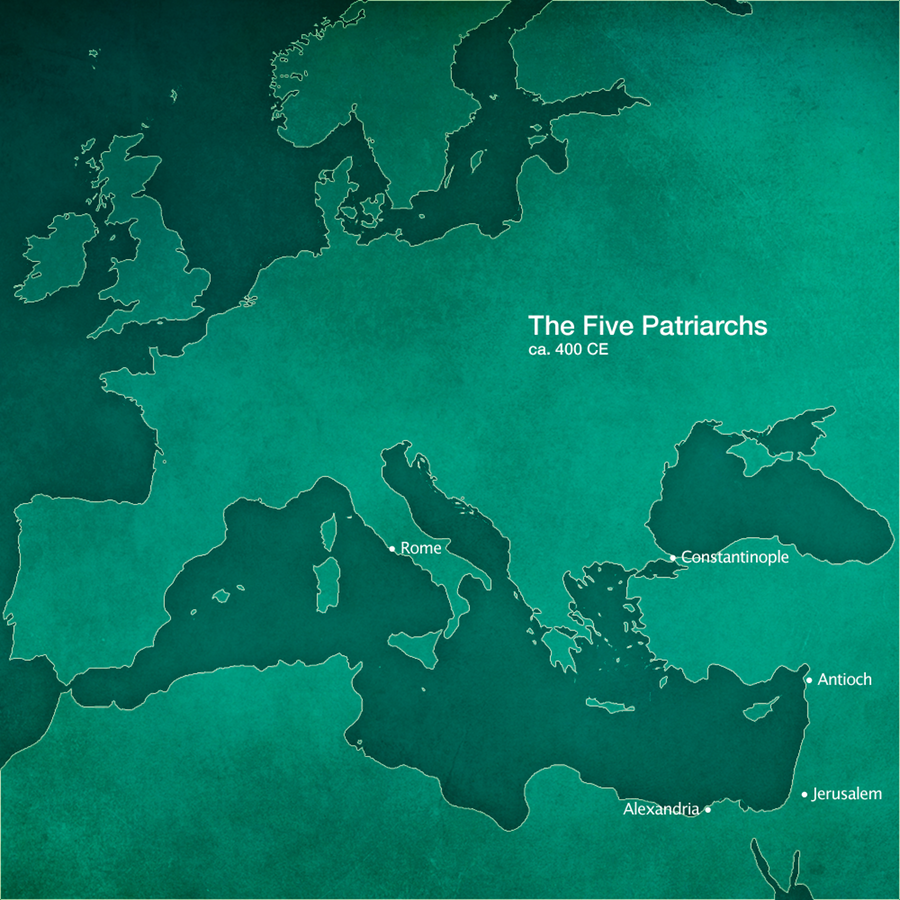 The Five Patriarchs
ca. 400 CE
Rome
Constantinople
Antioch
Jerusalem
Alexandria